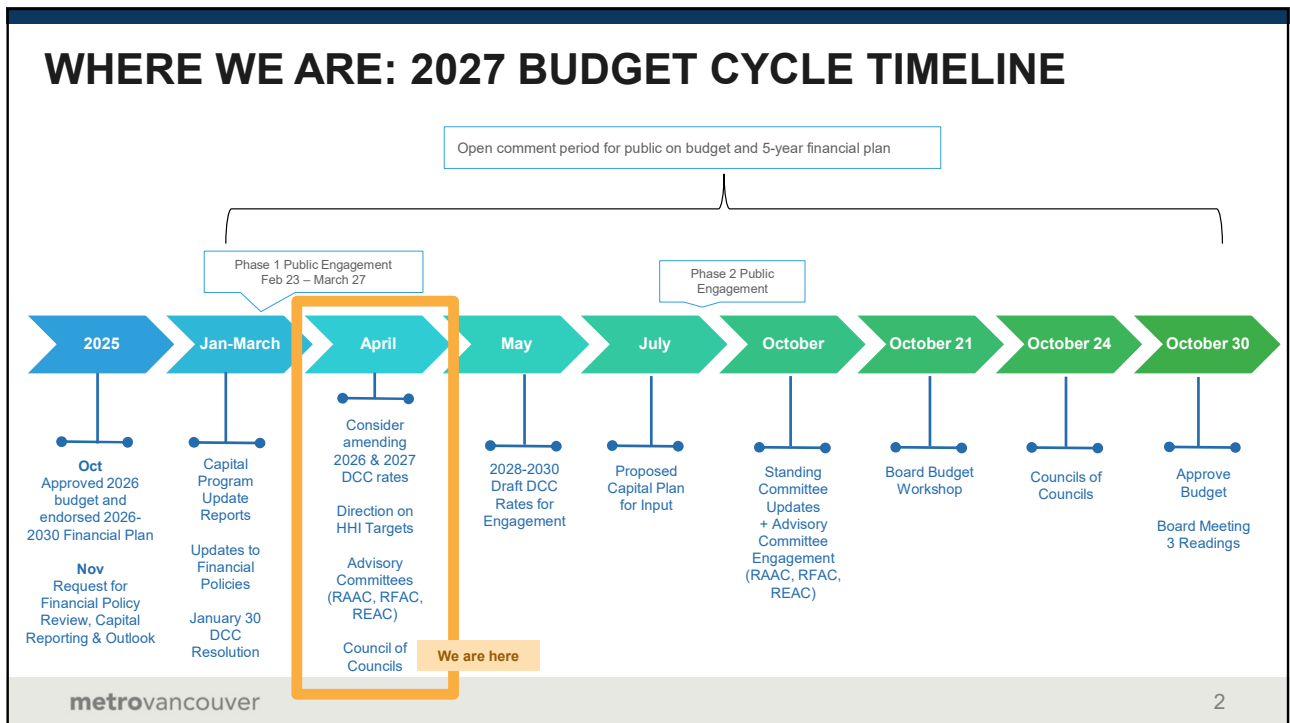 WHERE WE ARE: 2027 BUDGET CYCLE TIMELINE
Open comment period for public on budget and 5-year financial plan
Phase 1 Public Engagement
Feb 23 – March 27
Phase 2 Public
Engagement
2025
Jan-March
April
May
July
October
October 21
October 24
October 30
Oct
Approved 2026
budget and
endorsed 2026-
2030 Financial Plan
Nov
Request for
Financial Policy
Review, Capital
Reporting & Outlook
Capital
Program
Update
Reports
Updates to
Financial
Policies
January 30
DCC
Resolution
Consider
amending
2026 & 2027
DCC rates
Direction on
HHI Targets
Advisory
Committees
(RAAC, RFAC,
REAC)
Council of
Councils
We are here
2028-2030
Draft DCC
Rates for
Engagement
Proposed
Capital Plan
for Input
Standing
Committee
Updates
+ Advisory
Committee
Engagement
(RAAC, RFAC,
REAC)
Board Budget
Workshop
Councils of
Councils
Approve
Budget
Board Meeting
3 Readings
metrovancouver
2